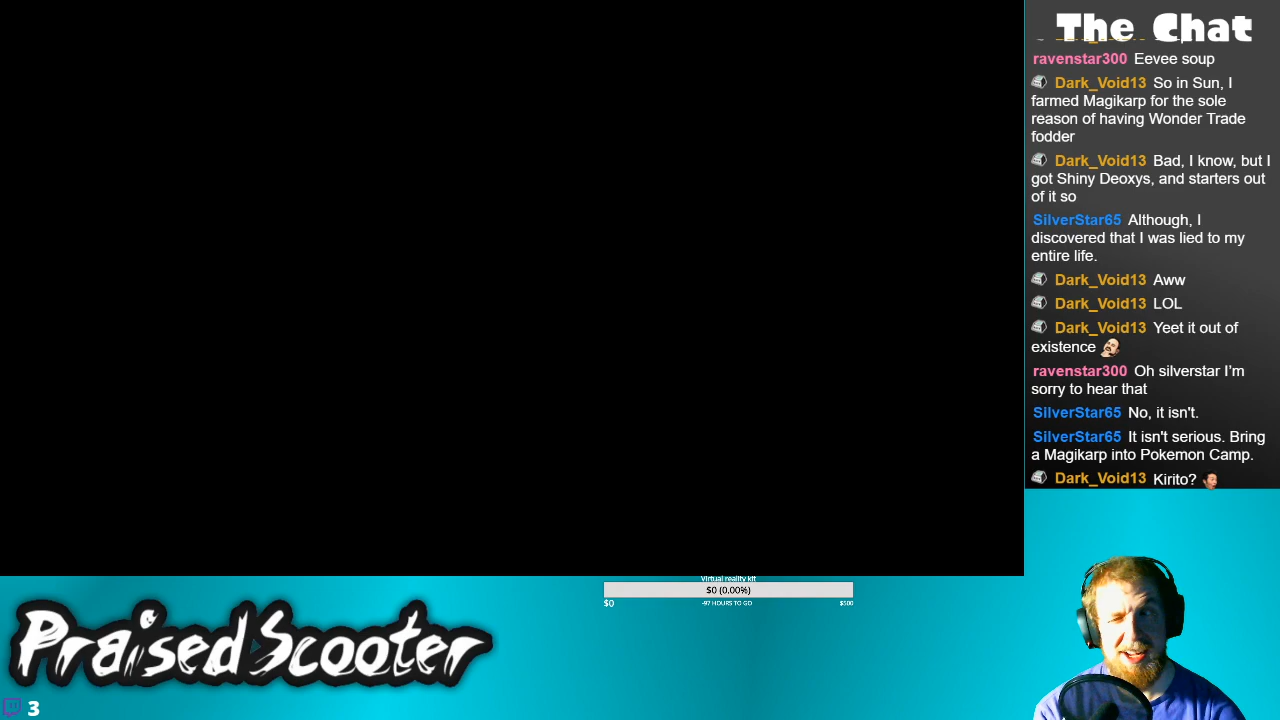 The Chat
ravenstar300 Eevee soup
Dark_Void13 So in Sun, I
farmed Magikarp for the sole
reason of having Wonder Trade
fodder
Dark_Void13 Bad, I know, but I
got Shiny Deoxys, and starters out
of it so
SilverStar65 Although, I
discovered that I was lied to my
entire life.
Dark_Void13 Aww
Dark_Void13 LOL
Dark_Void13 Yeet it out of
existence
ravenstar300 Oh silverstar I'm
sorry to hear that
SilverStar65 No, it isn't.
SilverStar65 It isn't serious. Bring
a Magikarp into Pokemon Camp.
Dark_Void13 Kirito?
Virtual reality kit
$0 (0.00%)
$0 -97 HOURS TO GO $500
PraisedScooter
3